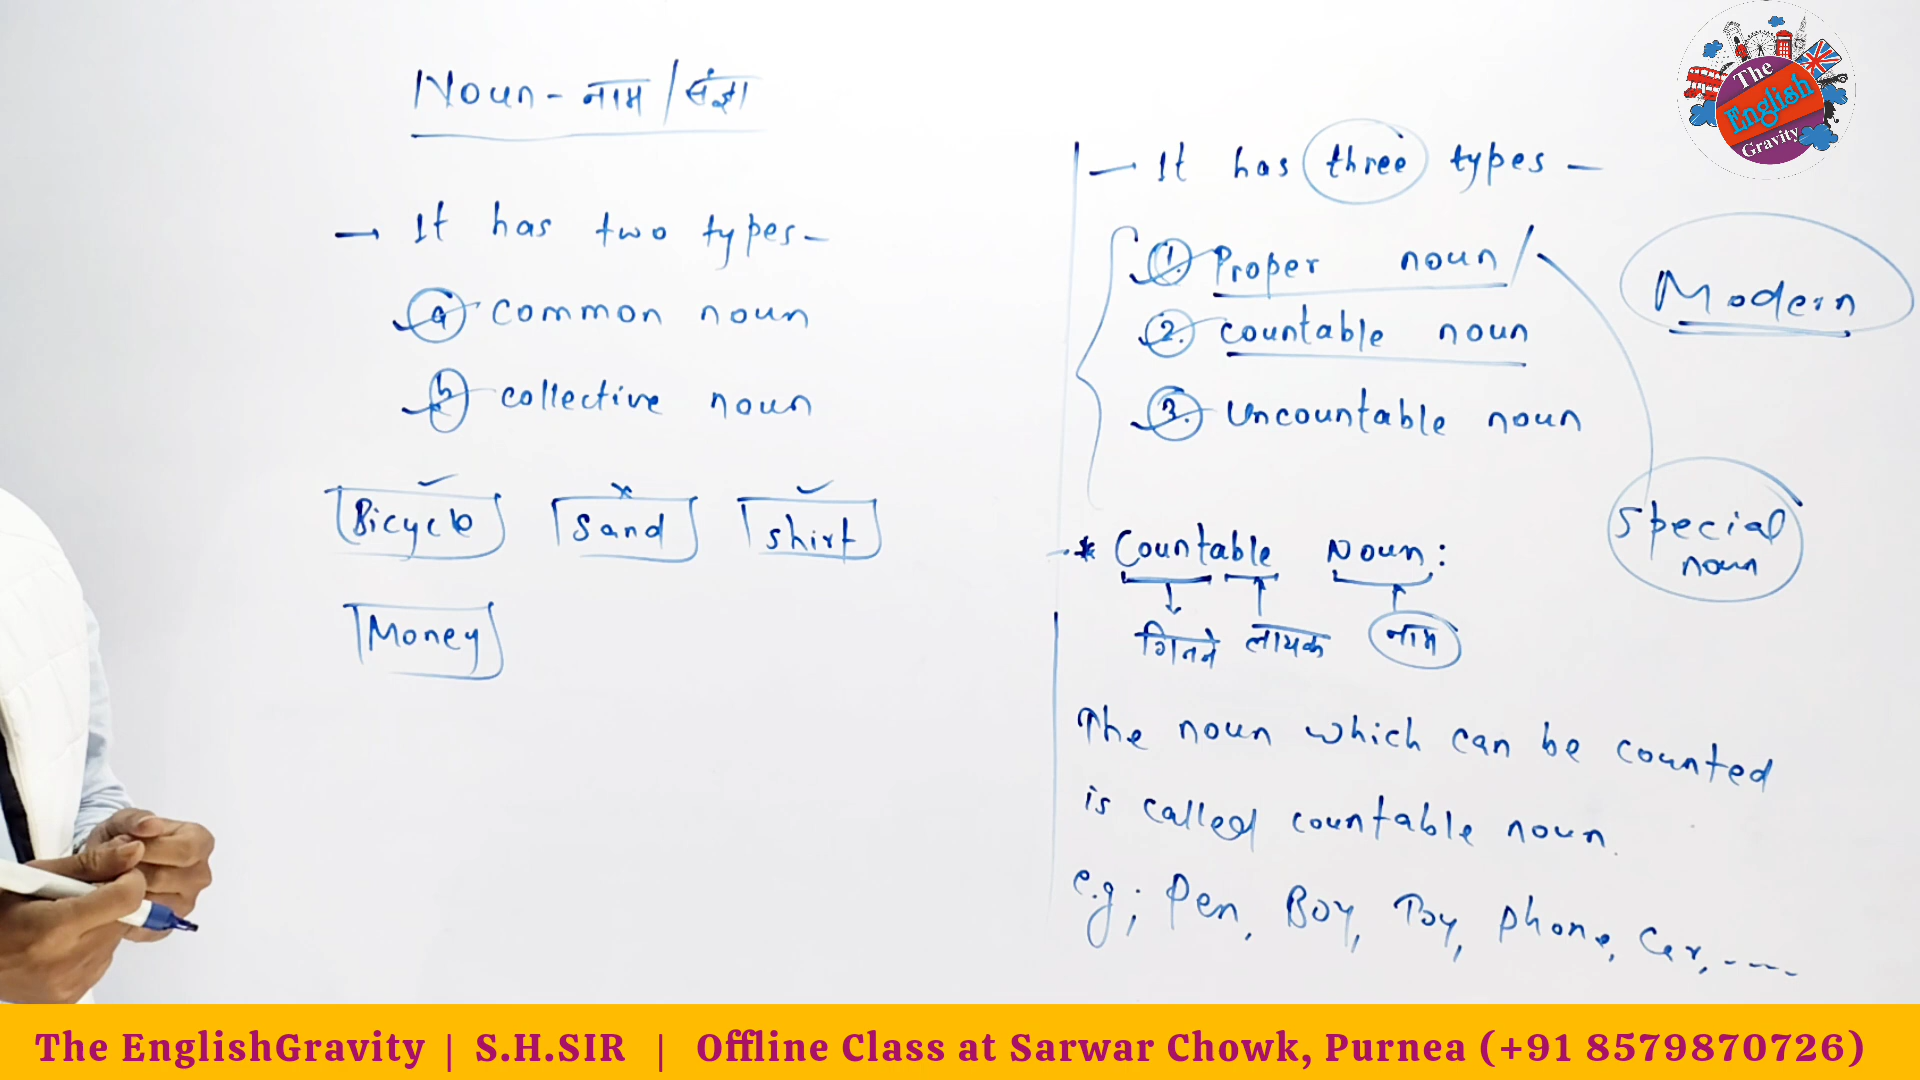 Noun - नाम / संज्ञा
→ It has two types -
a common noun
b collective noun
Bicycle Sand shirt
Money
→ It has three types -
1. Proper noun /
2. countable noun
3. Uncountable noun
Modern
special
noun
* Countable Noun:
गिनने लायक नाम
The noun which can be counted
is called countable noun.
e.g; Pen, Boy, Toy, phone, Car, ----
The
English
Gravity
The EnglishGravity | S.H.SIR | Offline Class at Sarwar Chowk, Purnea (+91 8579870726)